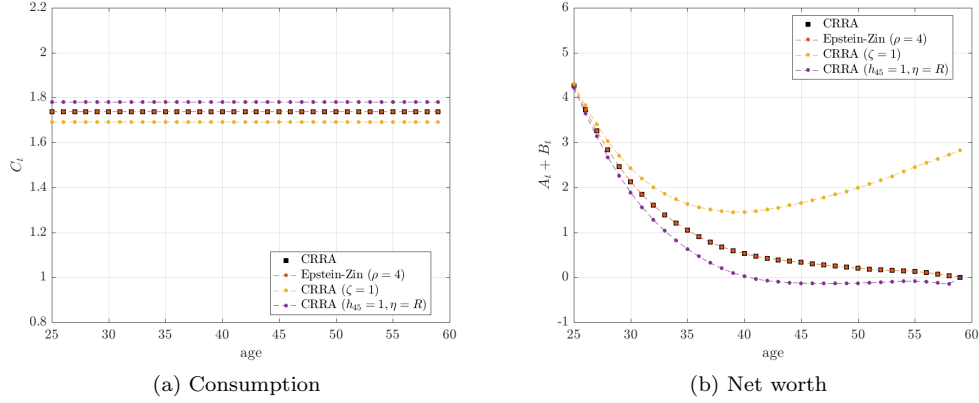 2.2
2
1.8
1.6
1.4
1.2
1
0.8
C_t
25 30 35 40 45 50 55 60
age
CRRA
Epstein-Zin (ρ = 4)
CRRA (ζ = 1)
CRRA (h_45 = 1, η = R)
(a) Consumption
6
5
4
3
2
1
0
-1
A_t + B_t
25 30 35 40 45 50 55 60
age
CRRA
Epstein-Zin (ρ = 4)
CRRA (ζ = 1)
CRRA (h_45 = 1, η = R)
(b) Net worth